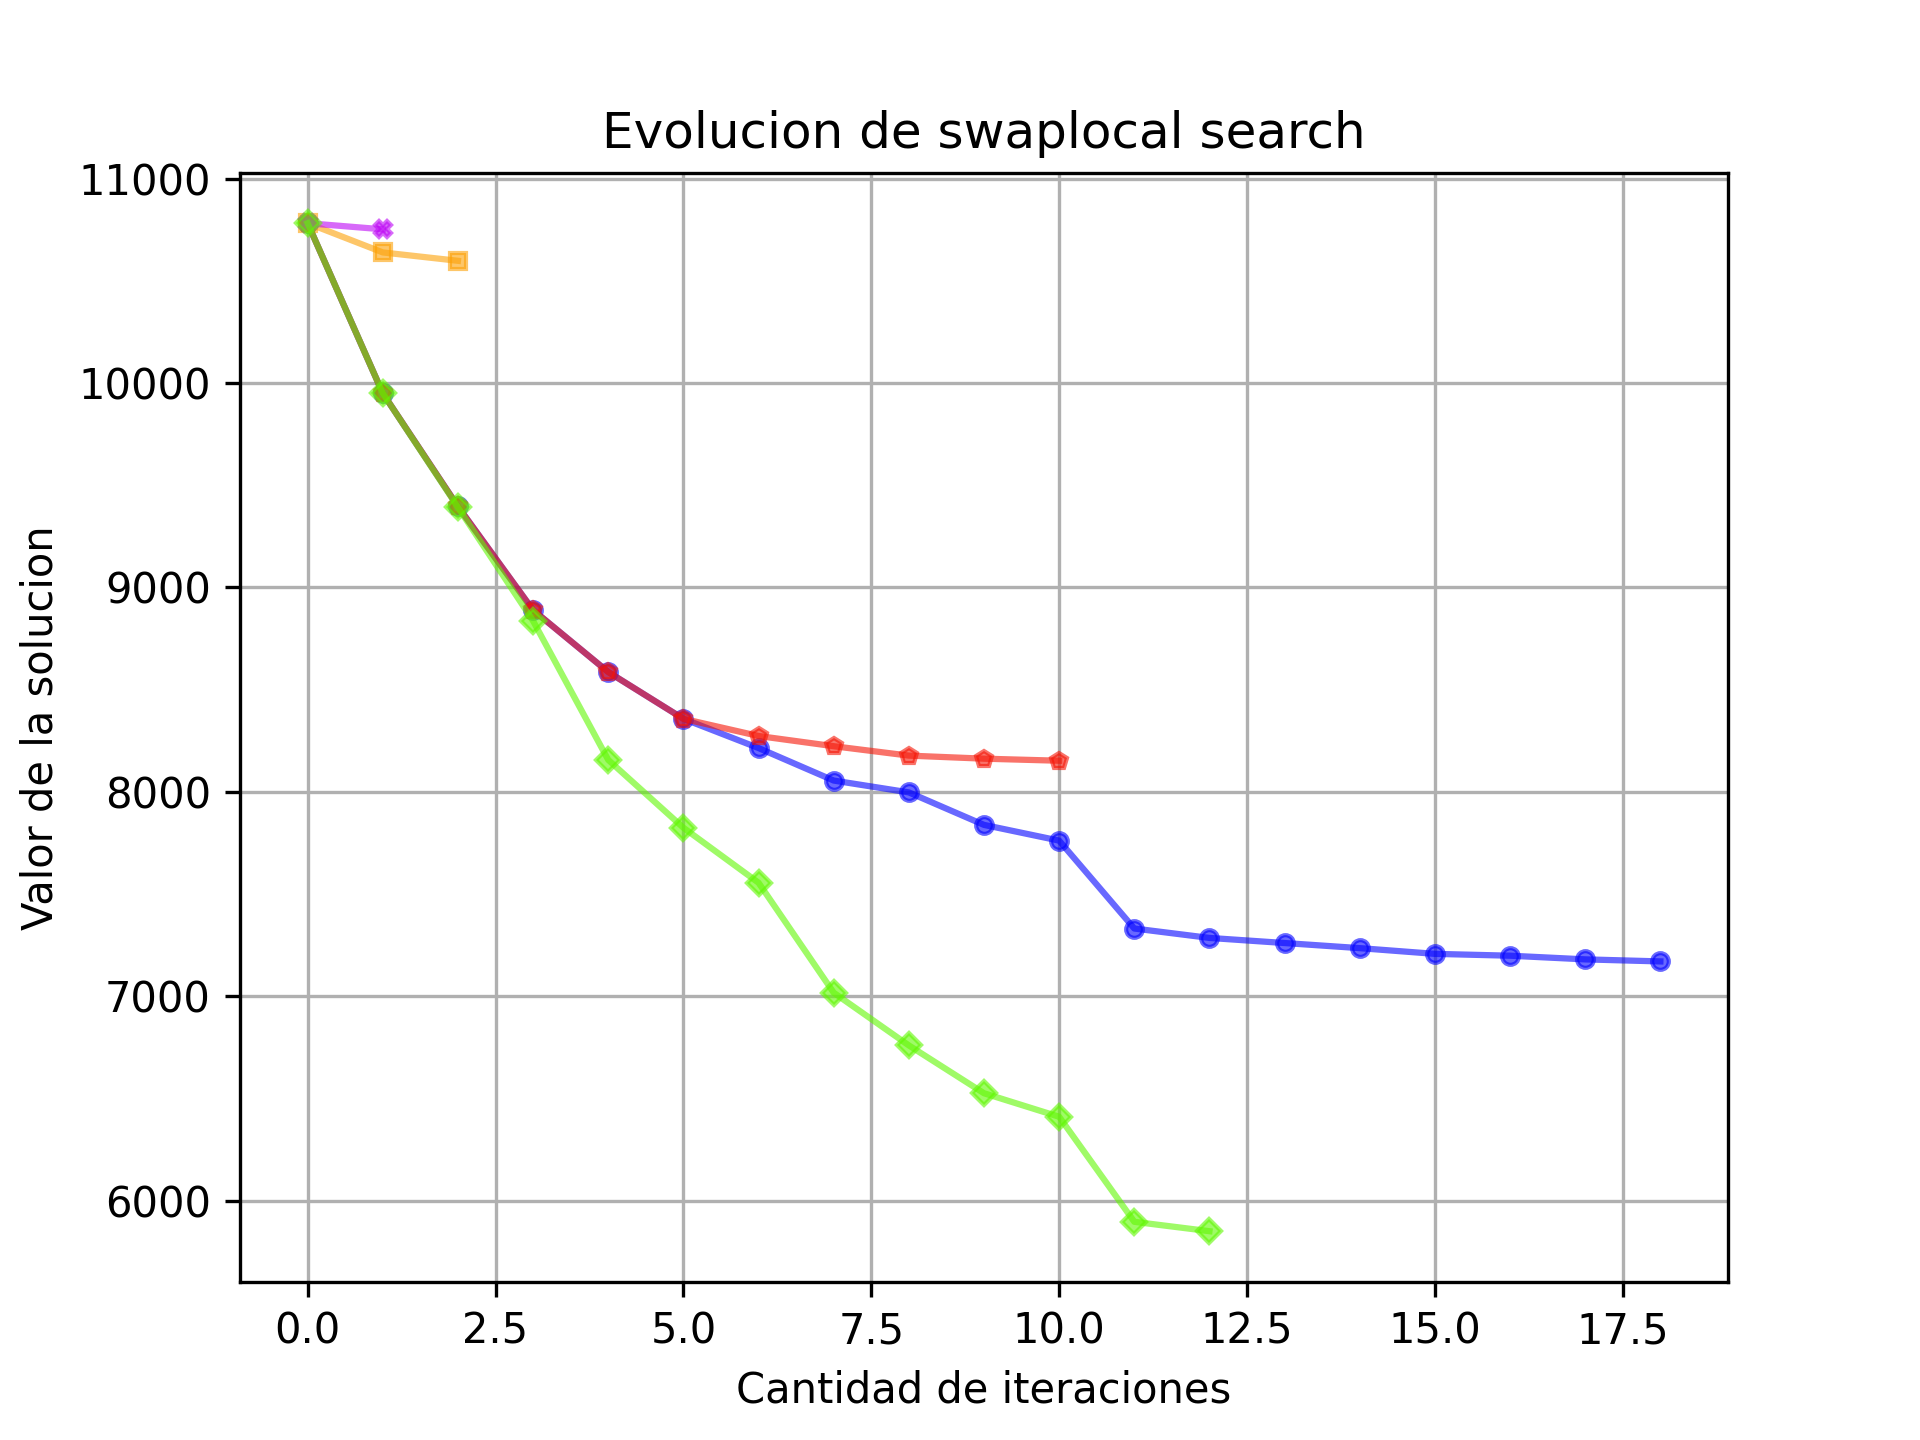 Evolucion de swaplocal search
11000
10000
9000
8000
7000
6000
Valor de la solucion
0.0 2.5 5.0 7.5 10.0 12.5 15.0 17.5
Cantidad de iteraciones